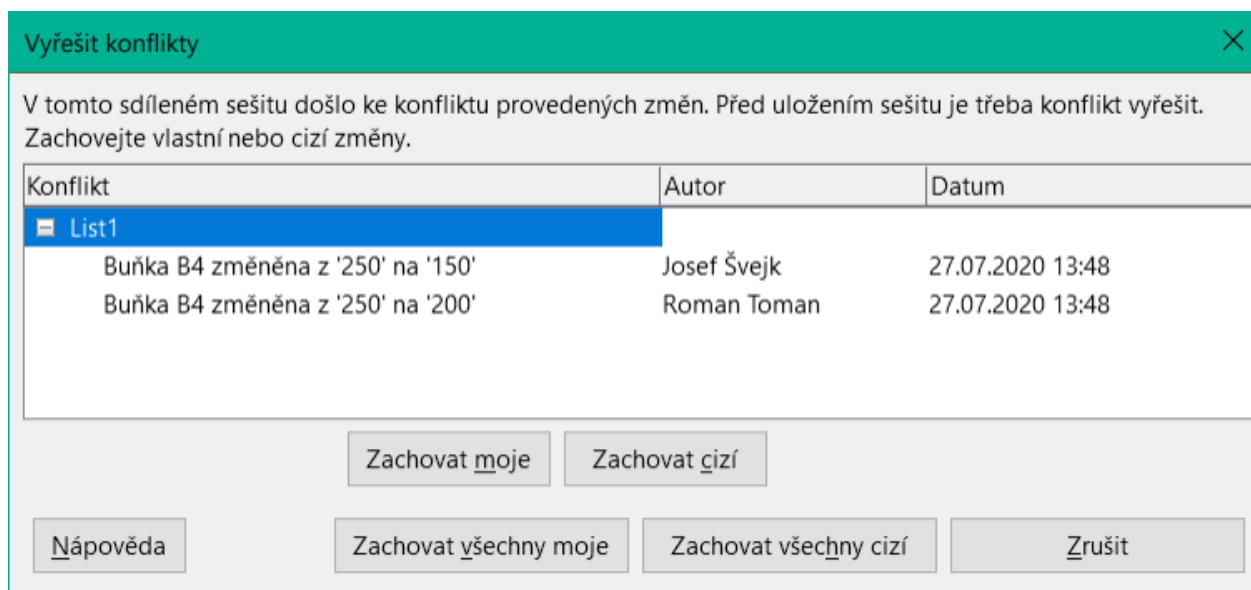 Vyřešit konflikty
V tomto sdíleném sešitu došlo ke konfliktu provedených změn. Před uložením sešitu je třeba konflikt vyřešit.
Zachovejte vlastní nebo cizí změny.
Konflikt Autor Datum
List1
Buňka B4 změněna z '250' na '150' Josef Švejk 27.07.2020 13:48
Buňka B4 změněna z '250' na '200' Roman Toman 27.07.2020 13:48
Zachovat moje Zachovat cizí
Nápověda Zachovat všechny moje Zachovat všechny cizí Zrušit